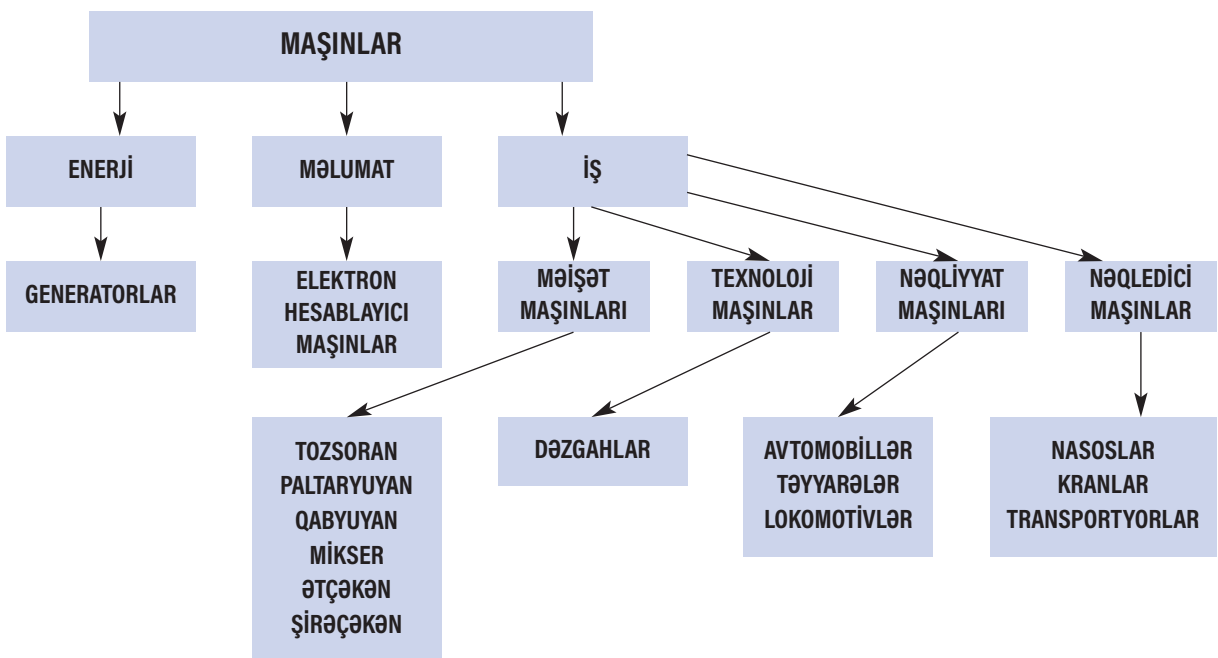 MAŞINLAR
ENERJİ
MƏLUMAT
İŞ
GENERATORLAR
ELEKTRON
HESABLAYICI
MAŞINLAR
MƏİŞƏT
MAŞINLARI
TEXNOLOJİ
MAŞINLAR
NƏQLİYYAT
MAŞINLARI
NƏQLEDİCİ
MAŞINLAR
TOZSORAN
PALTARYUYAN
QABYUYAN
MİKSER
ƏTÇƏKƏN
ŞİRƏÇƏKƏN
DƏZGAHLAR
AVTOMOBİLLƏR
TƏYYARƏLƏR
LOKOMOTİVLƏR
NASOSLAR
KRANLAR
TRANSPORTYORLAR